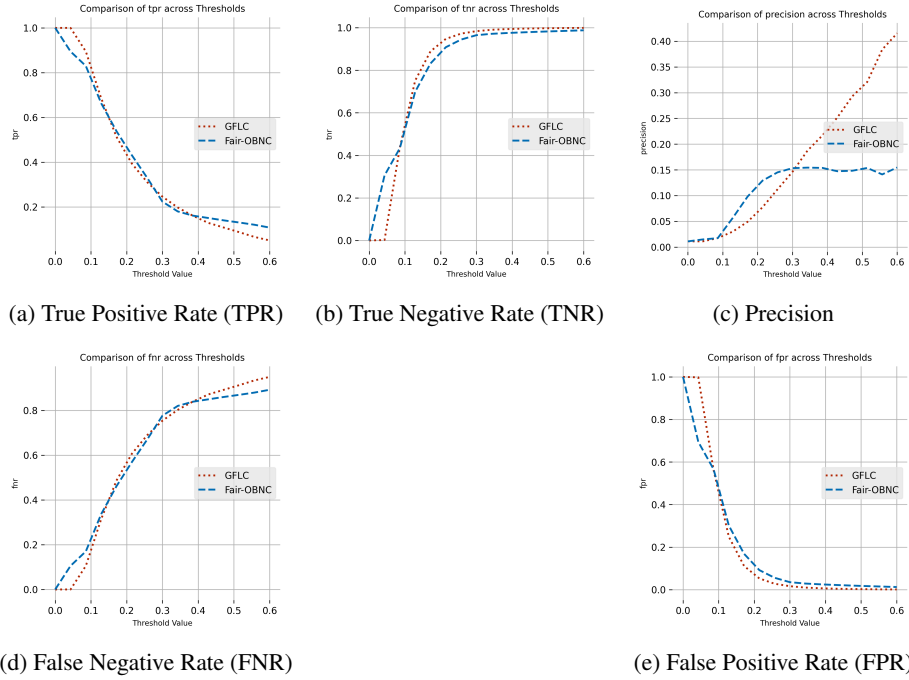 Comparison of tpr across Thresholds
1.0
0.8
0.6
0.4
0.2
tpr
GFLC
Fair-OBNC
0.0 0.1 0.2 0.3 0.4 0.5 0.6
Threshold Value
(a) True Positive Rate (TPR)
Comparison of tnr across Thresholds
1.0
0.8
0.6
0.4
0.2
0.0
tnr
GFLC
Fair-OBNC
0.0 0.1 0.2 0.3 0.4 0.5 0.6
Threshold Value
(b) True Negative Rate (TNR)
Comparison of precision across Thresholds
0.40
0.35
0.30
0.25
0.20
0.15
0.10
0.05
0.00
precision
GFLC
Fair-OBNC
0.0 0.1 0.2 0.3 0.4 0.5 0.6
Threshold Value
(c) Precision
Comparison of fnr across Thresholds
0.8
0.6
0.4
0.2
0.0
fnr
GFLC
Fair-OBNC
0.0 0.1 0.2 0.3 0.4 0.5 0.6
Threshold Value
(d) False Negative Rate (FNR)
Comparison of fpr across Thresholds
1.0
0.8
0.6
0.4
0.2
0.0
fpr
GFLC
Fair-OBNC
0.0 0.1 0.2 0.3 0.4 0.5 0.6
Threshold Value
(e) False Positive Rate (FPR)